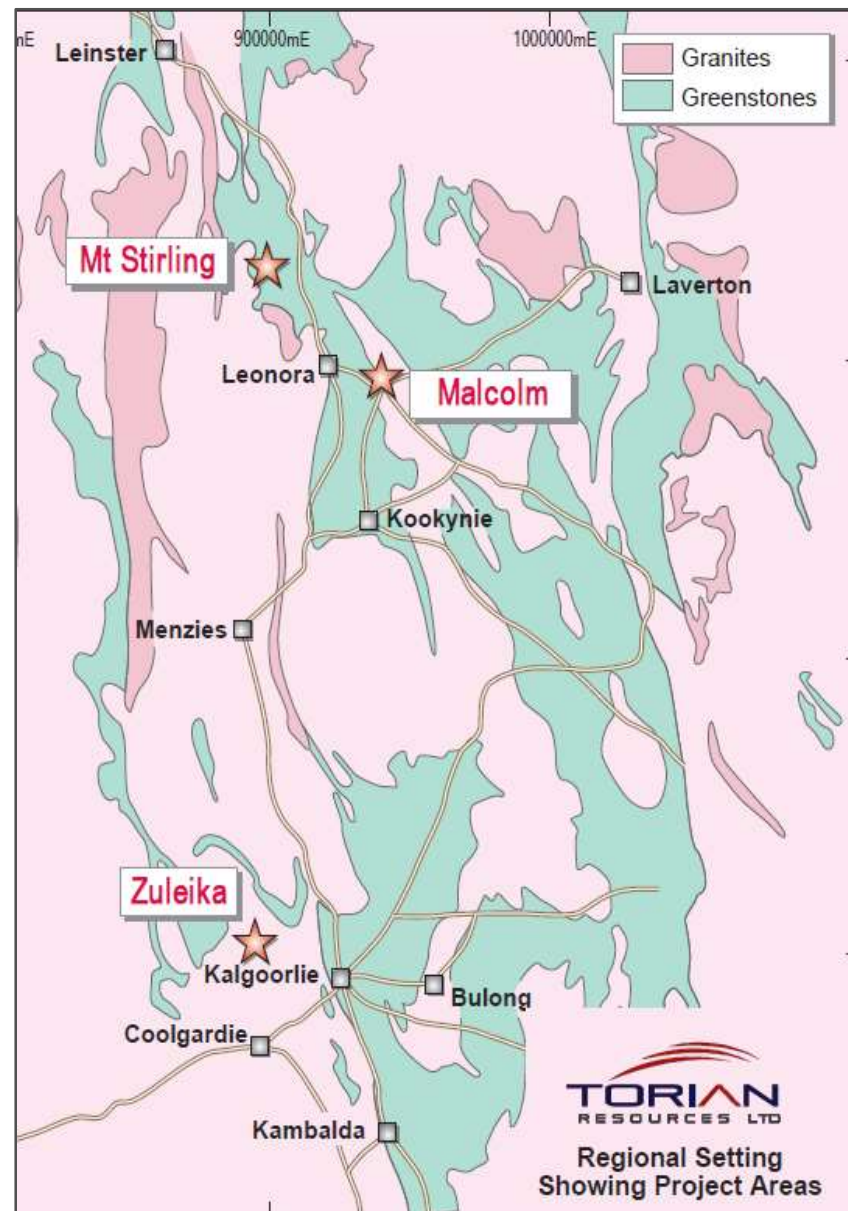 mE
900000mE
1000000mE
Leinster
Granites
Greenstones
Mt Stirling
Laverton
Leonora
Malcolm
Kookynie
Menzies
Zuleika
Kalgoorlie
Bulong
Coolgardie
Kambalda
TORIAN
RESOURCES LTD
Regional Setting
Showing Project Areas